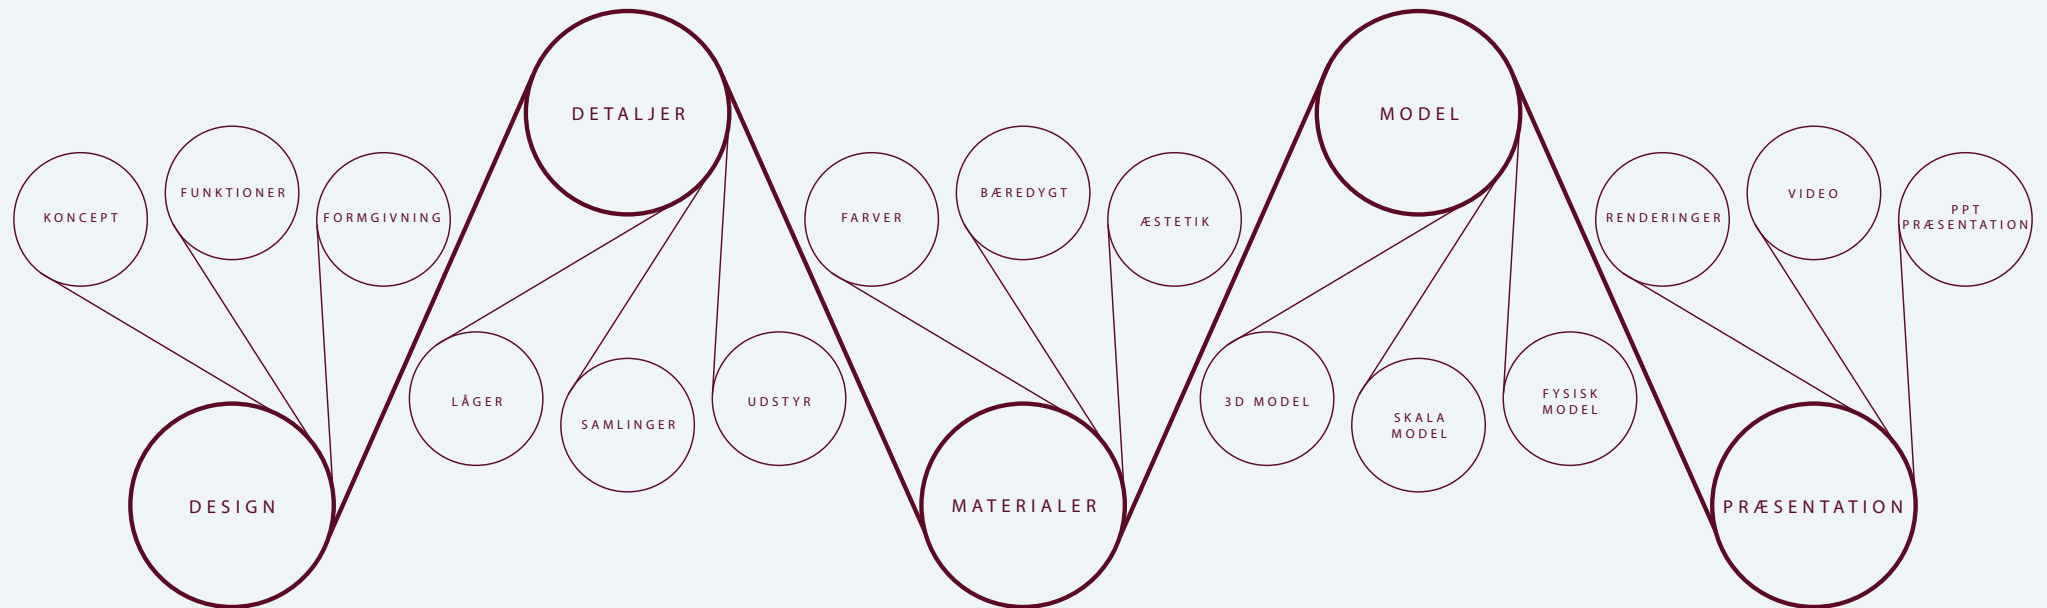 KONCEPT
FUNKTIONER
FORMGIVNING
DESIGN
DETALJER
LÅGER
SAMLINGER
UDSTYR
FARVER
BÆREDYGT
ÆSTETIK
MATERIALER
MODEL
3D MODEL
SKALA
MODEL
FYSISK
MODEL
RENDERINGER
VIDEO
PPT
PRÆSENTATION
PRÆSENTATION